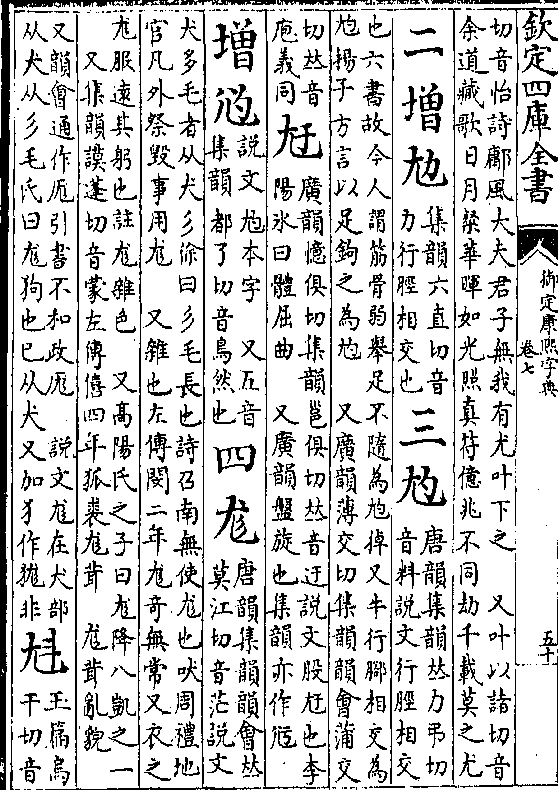 欽定四庫全書
御定康熙字典
卷七
五十
切音怡詩鄘風大夫君子無我有尤叶下之　又叶以諸切音
余道藏歌日月粲華暉如光照真符億兆不同劫千載莫之尤
二增㔹集韻六直切音力行脛相交也三尥唐韻集韻𠀤力弔切音料說文行脛相交
也六書故今人謂筋骨弱舉足不隨為尥掉又牛行腳相交為
尥揚子方言以足鉤之為尥　又廣韻薄交切集韻韻會蒲交
切𠀤音庖義同尪廣韻憶俱切集韻邕俱切𠀤音迂說文股尪也李陽冰曰體屈曲　又廣韻盤旋也集韻亦作𡯥
增尦說文尥本字　又五音集韻都了切音鳥然也四尨唐韻集韻韻會𠀤莫江切音茫說文
犬多毛者从犬彡徐曰彡毛長也詩召南無使尨也吠周禮地
官凡外祭毀事用尨　又雜也左傳閔二年尨奇無常又衣之
尨服遠其躬也註尨雜色　又高陽氏之子曰尨降八凱之一
又集韻謨蓬切音蒙左傳僖四年狐裘尨茸　尨茸亂貌
又韻會通作厖引書不和政厖　說文尨在犬部
从犬从彡毛氏曰尨狗也已从犬又加犭作狵非𡯁玉篇烏干切音